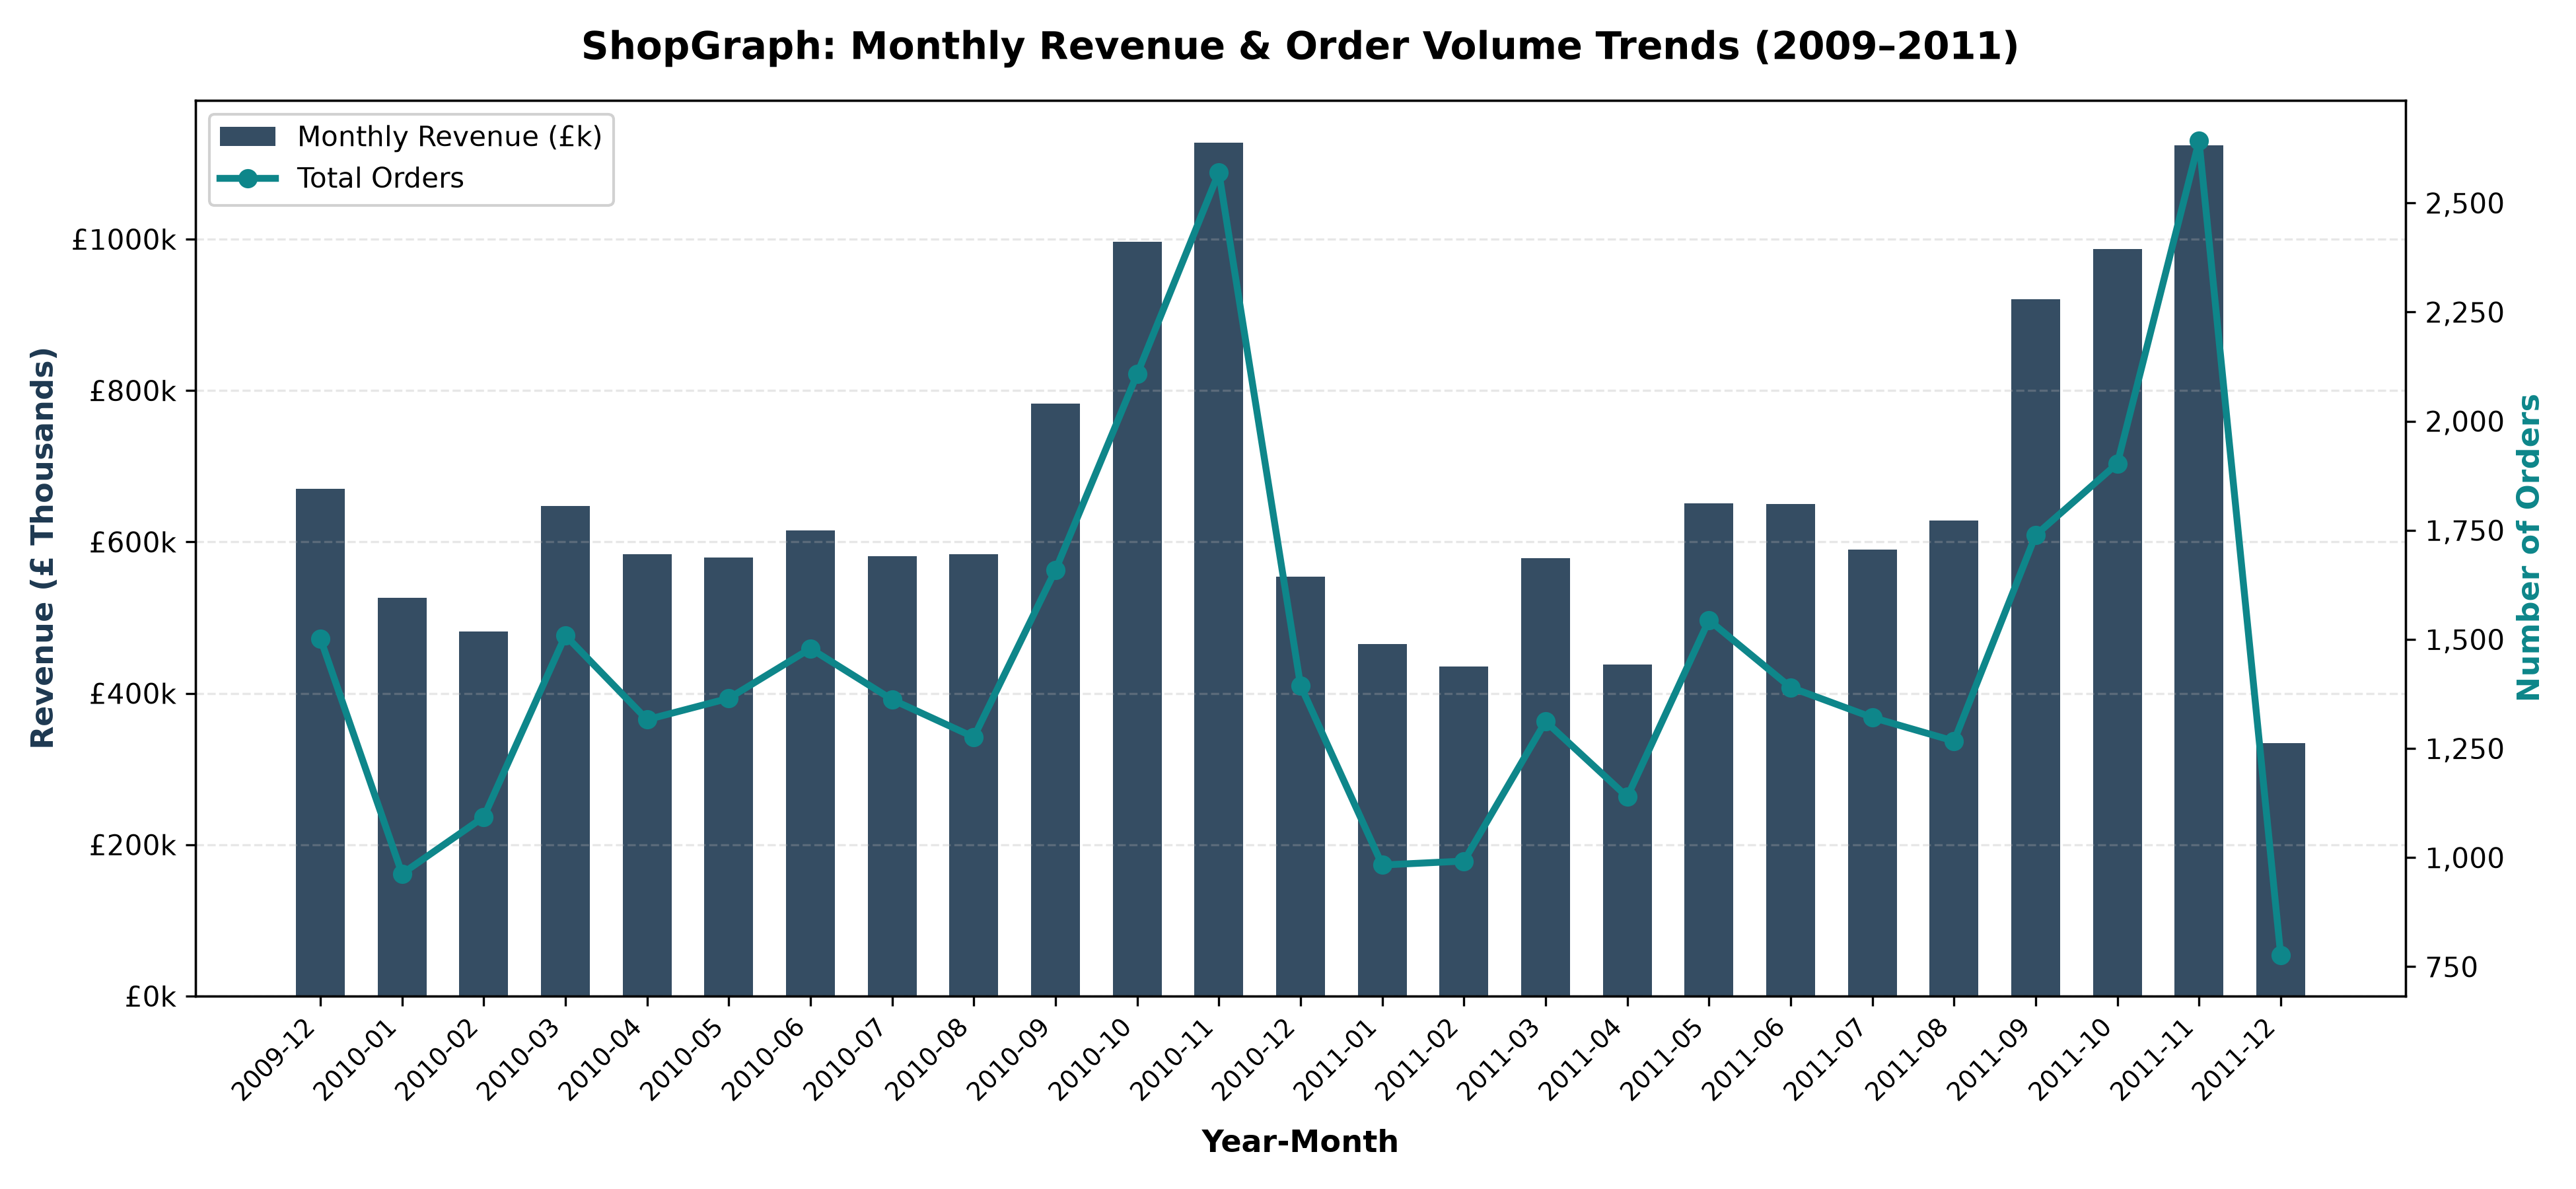 ShopGraph: Monthly Revenue & Order Volume Trends (2009–2011)
Monthly Revenue (£k)
Total Orders
Revenue (£ Thousands)
£1000k
£800k
£600k
£400k
£200k
£0k
2,500
2,250
2,000
1,750
1,500
1,250
1,000
750
Number of Orders
2009-12
2010-01
2010-02
2010-03
2010-04
2010-05
2010-06
2010-07
2010-08
2010-09
2010-10
2010-11
2010-12
2011-01
2011-02
2011-03
2011-04
2011-05
2011-06
2011-07
2011-08
2011-09
2011-10
2011-11
2011-12
Year-Month